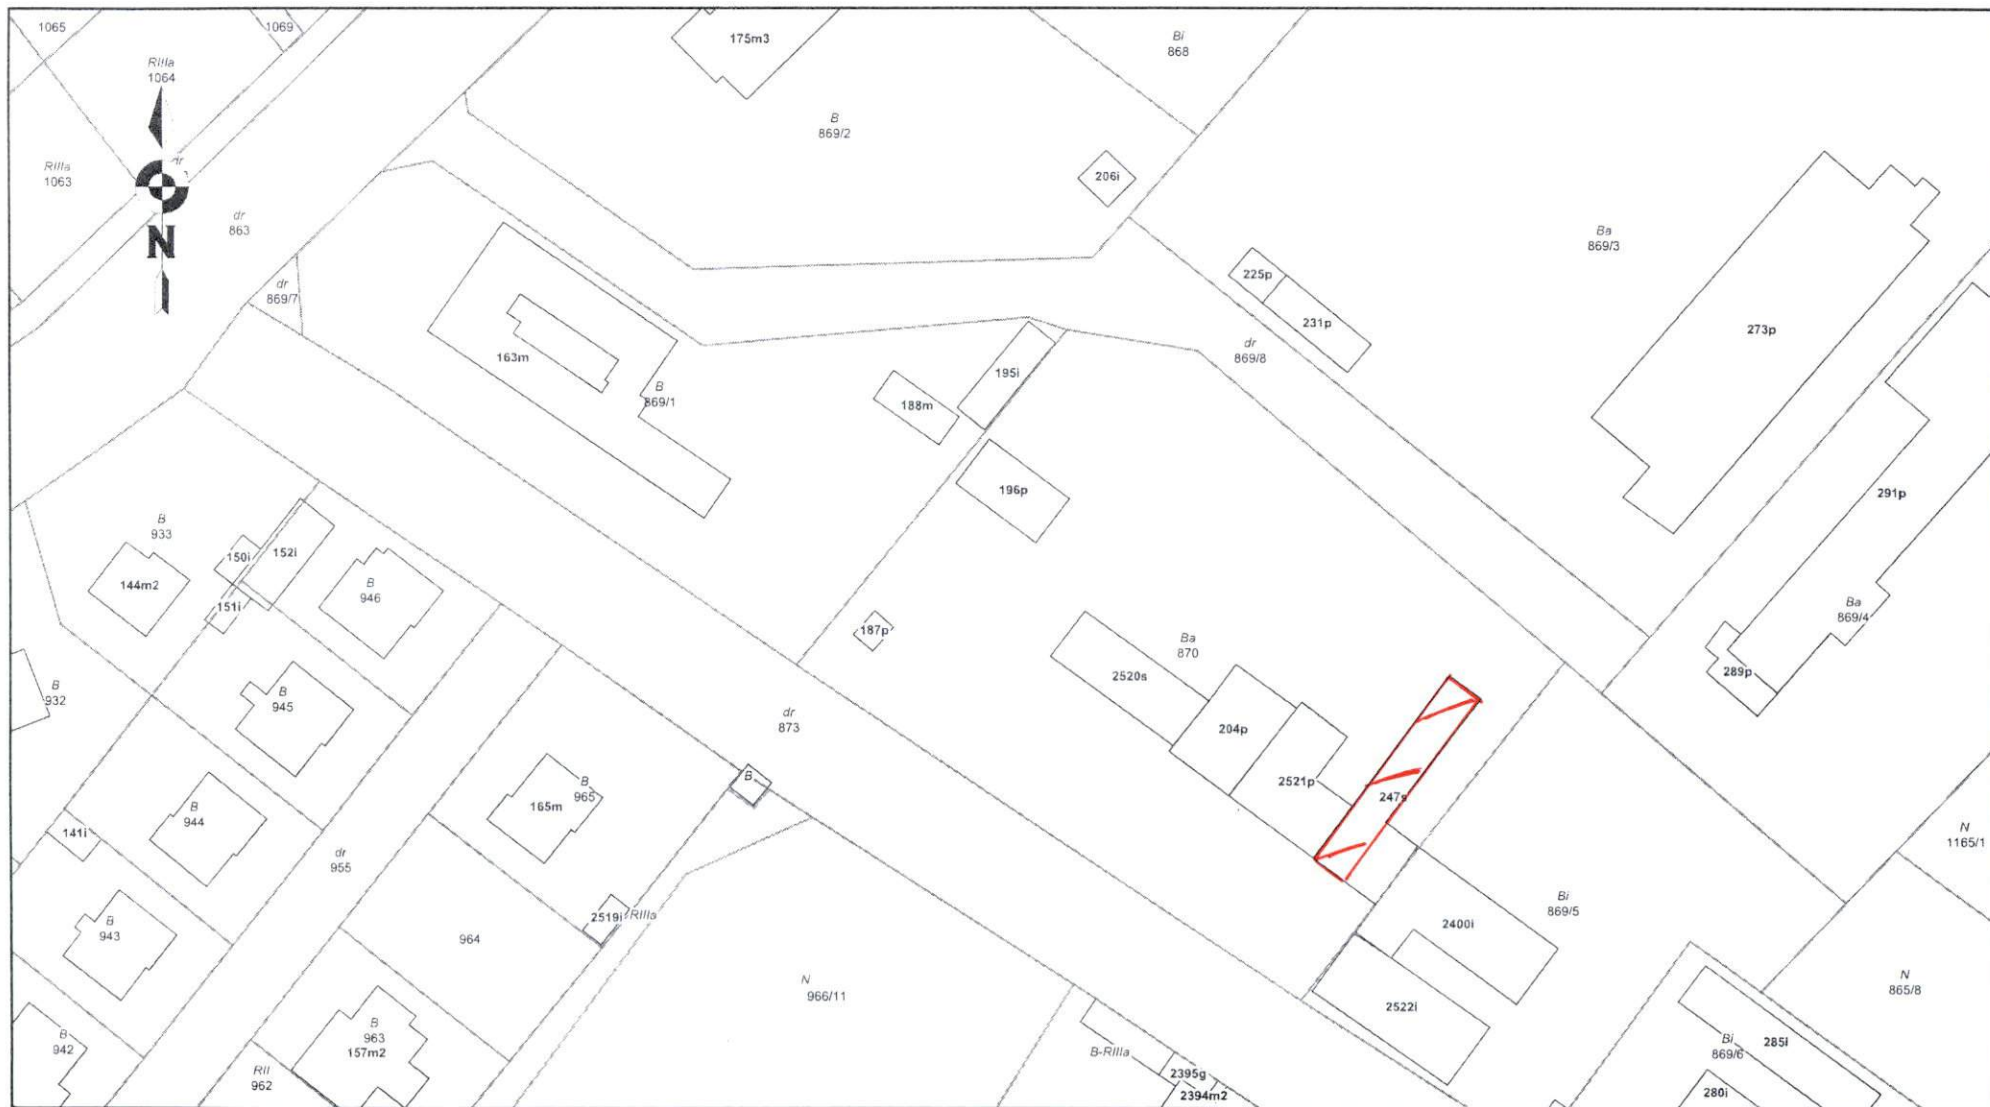 1065
1069
RIIIa
1064
175m3
Bi
868
B
869/2
RIIIa
1063
dr
206i
N
dr
863
Ba
869/3
dr
869/7
225p
231p
273p
dr
869/8
163m
B
869/1
188m
195i
196p
291p
B
933
150i
152i
144m2
151i
B
946
187p
Ba
870
Ba
869/4
2520s
289p
B
932
B
945
dr
873
204p
2521p
247s
B
B
965
165m
B
944
141i
dr
955
N
1165/1
Bi
869/5
2519i
RIIIa
B
943
964
2400i
N
966/11
N
865/8
2522i
B
942
B
963
157m2
RII
962
B-RIIIa
2395g
2394m2
Bi
869/6
285i
280i